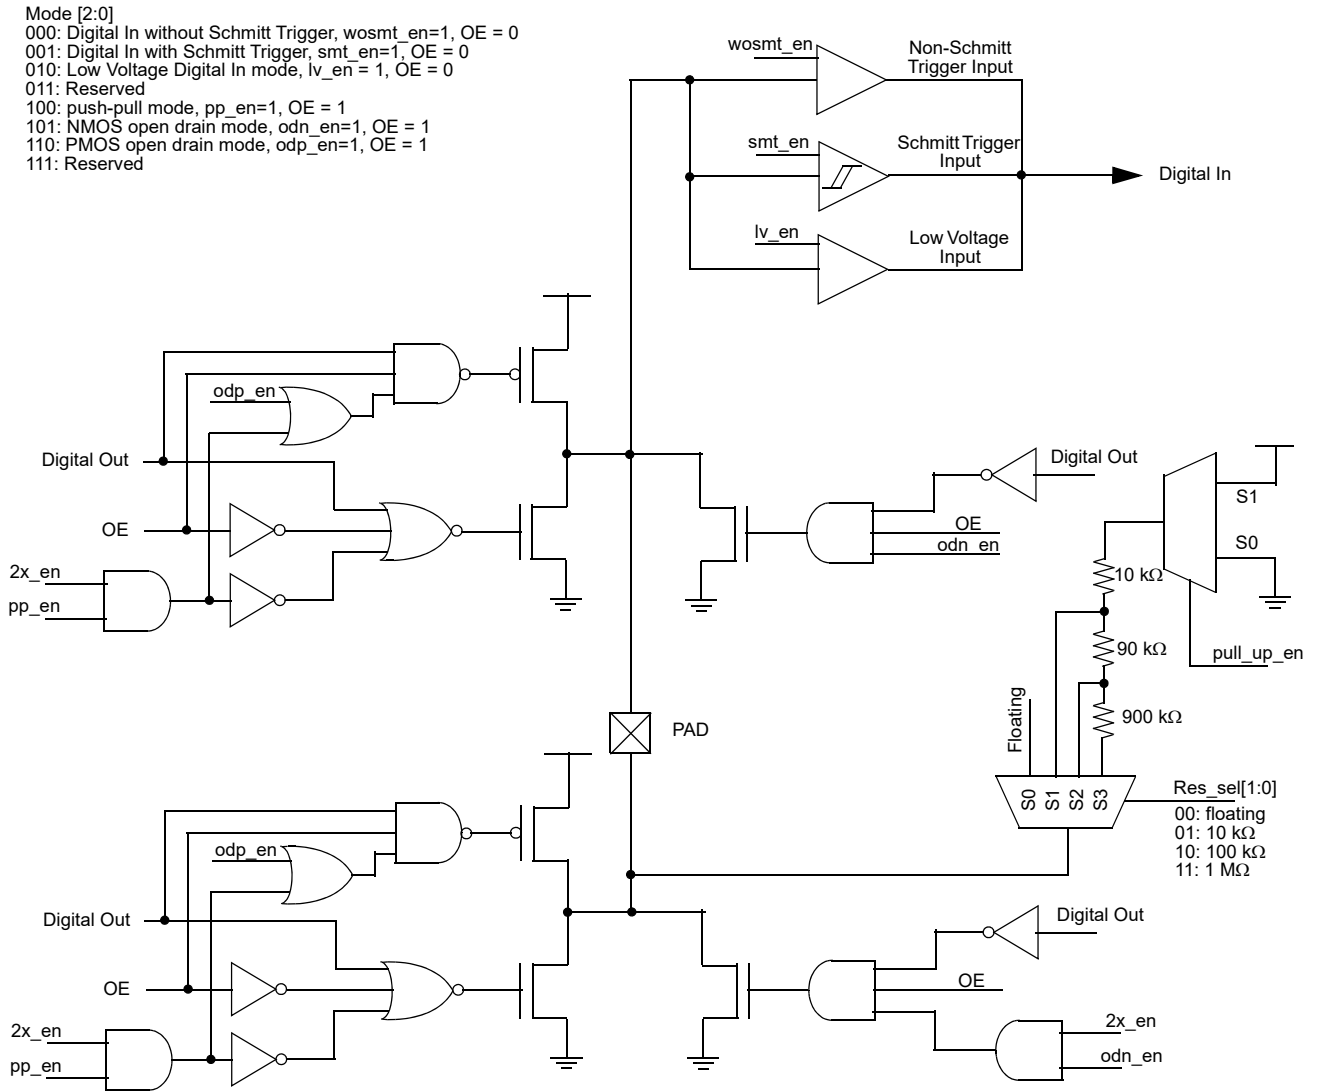 Mode [2:0]
000: Digital In without Schmitt Trigger, wosmt_en=1, OE = 0
001: Digital In with Schmitt Trigger, smt_en=1, OE = 0
010: Low Voltage Digital In mode, lv_en = 1, OE = 0
011: Reserved
100: push-pull mode, pp_en=1, OE = 1
101: NMOS open drain mode, odn_en=1, OE = 1
110: PMOS open drain mode, odp_en=1, OE = 1
111: Reserved
wosmt_en
Non-Schmitt
Trigger Input
smt_en
Schmitt Trigger
Input
Digital In
lv_en
Low Voltage
Input
odp_en
Digital Out
OE
2x_en
pp_en
Digital Out
OE
odn_en
S1
S0
10 kΩ
90 kΩ
900 kΩ
pull_up_en
Floating
PAD
S0
S1
S2
S3
Res_sel[1:0]
00: floating
01: 10 kΩ
10: 100 kΩ
11: 1 MΩ
odp_en
Digital Out
OE
2x_en
pp_en
Digital Out
OE
2x_en
odn_en